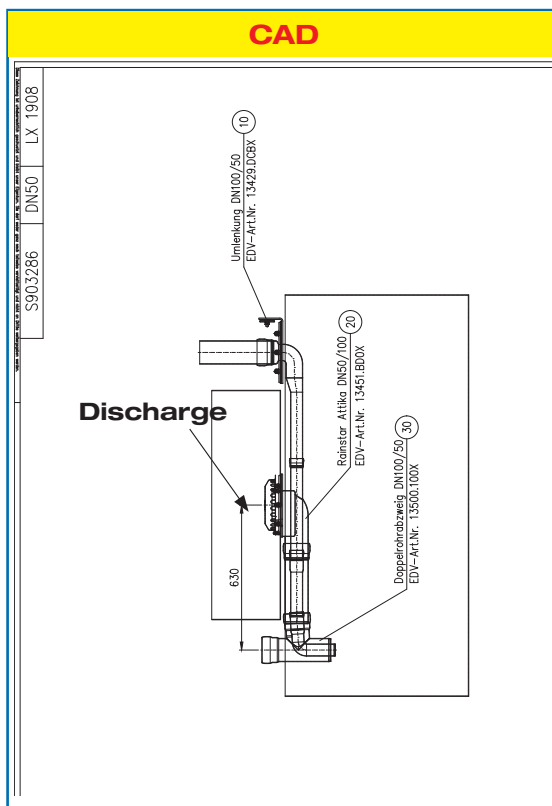 CAD
LX 1908
DN50
S903286
10
Umlenkung DN100/50
EDV-Art.Nr. 13429.DCBX
20
Rainstar Attika DN50/100
EDV-Art.Nr. 13451.BD0X
Discharge
30
Doppelrohrabzweig DN100/50
EDV-Art.Nr. 13500.100X
630